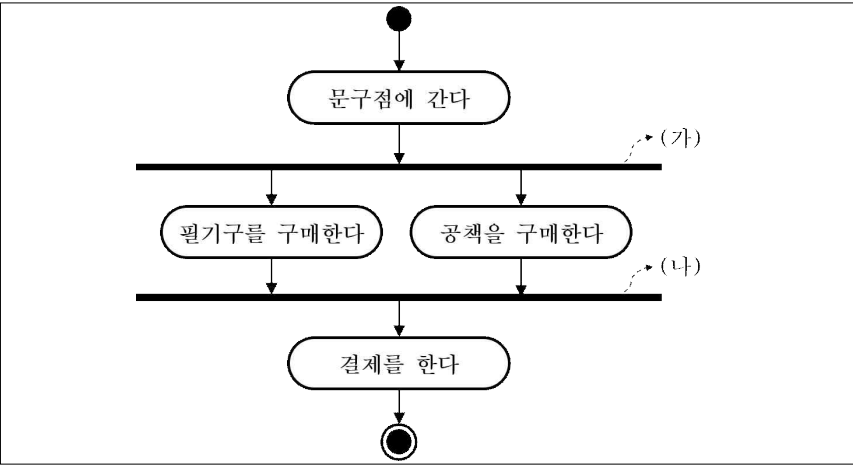 문구점에 간다
(가)
필기구를 구매한다
공책을 구매한다
(나)
결제를 한다